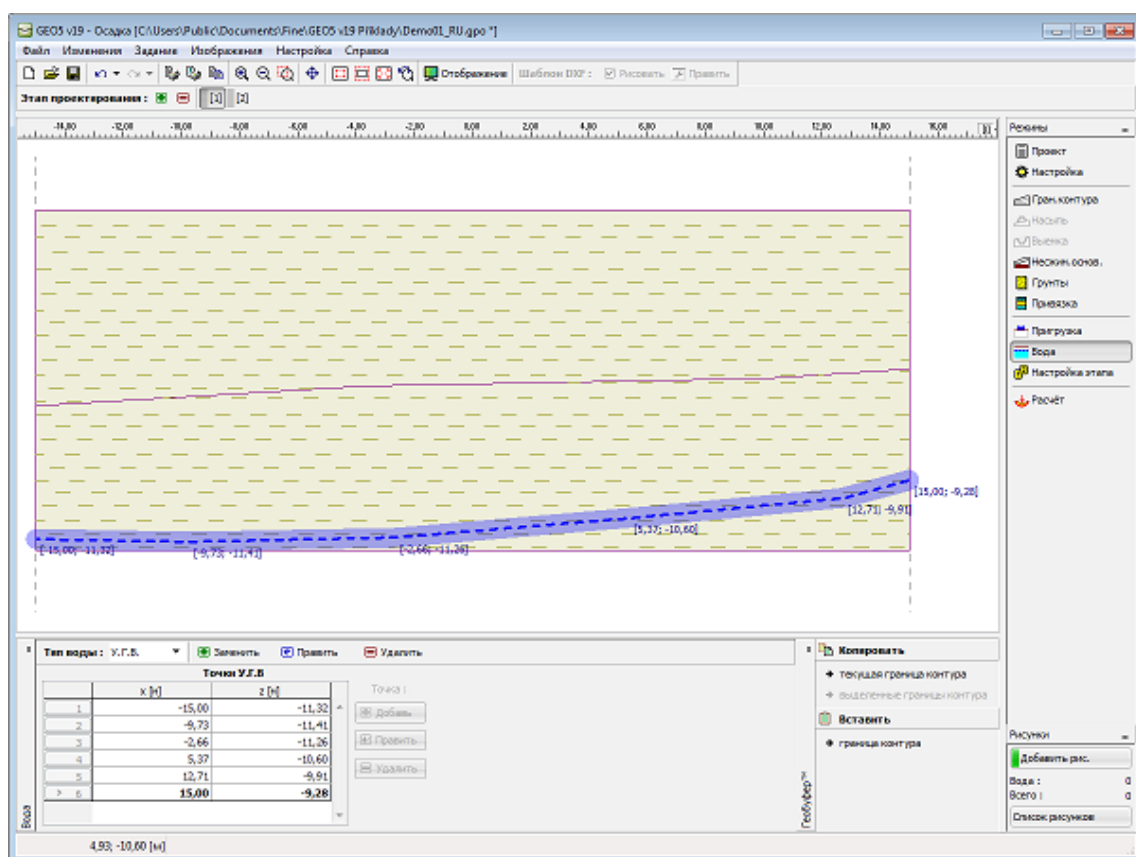 GEO5 v19 - Осадка [C:\Users\Public\Documents\Fine\GEO5 v19 Příklady\Demo01_RU.gpo *]
Файл Изменения Задание Изображения Настройка Справка
Отображение Шаблон DXF : Рисовать Править
Этап проектирования : [1] [2]
-14,00 -12,00 -10,00 -8,00 -6,00 -4,00 -2,00 0,00 2,00 4,00 6,00 8,00 10,00 12,00 14,00 16,00 [м]
[-15,00; -11,32]
[-9,73; -11,41]
[-2,66; -11,26]
[5,37; -10,60]
[12,71; -9,91]
[15,00; -9,28]
Режимы
Проект
Настройка
Гран.контура
Насыпь
Выемка
Несжим. основ.
Грунты
Привязка
Пригрузка
Вода
Настройка этапа
Расчёт
Тип воды : У.Г.В. Заменить Править Удалить
Точки У.Г.В
x [м] z [м]
1 -15,00 -11,32
2 -9,73 -11,41
3 -2,66 -11,26
4 5,37 -10,60
5 12,71 -9,91
> 6 15,00 -9,28
Точка :
Добавь
Править
Удалить
Вода
Геобуфер™
Копировать
текущая граница контура
выделенные границы контура
Вставить
граница контура
Рисунки
Добавить рис.
Вода : 0
Всего : 0
Список рисунков
4,93; -10,60 [м]